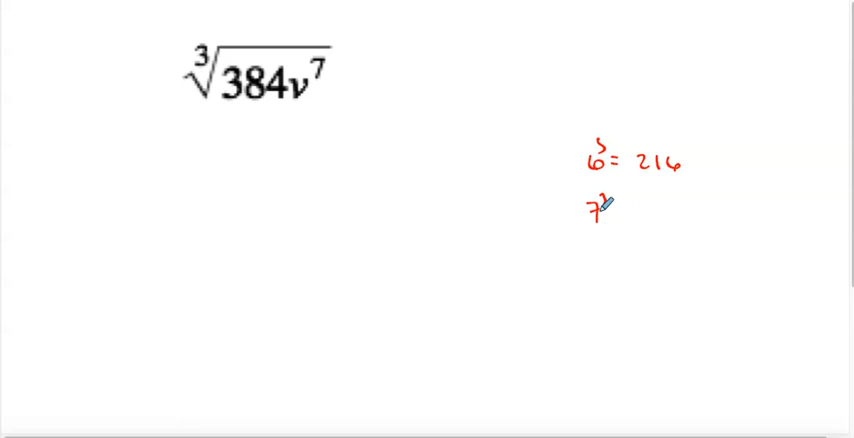 ∛384v⁷
6³ = 216
7³